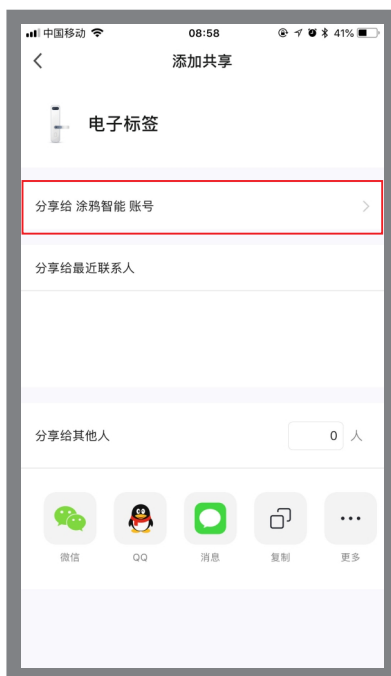 中国移动 08:58 41%
添加共享
电子标签
分享给 涂鸦智能 账号
分享给最近联系人
分享给其他人 0 人
微信 QQ 消息 复制 更多